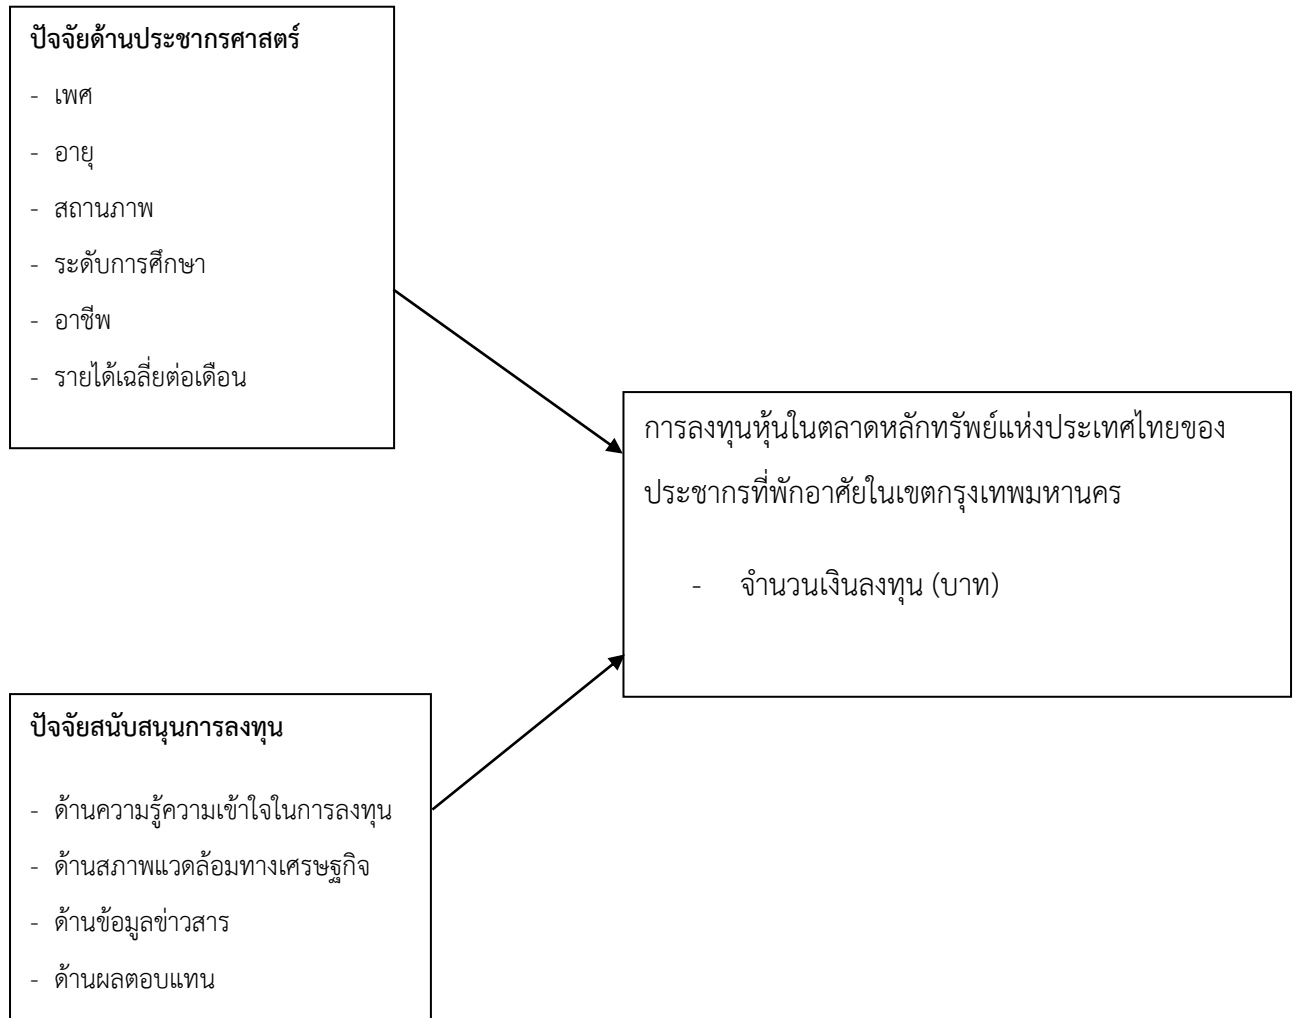 ปัจจัยด้านประชากรศาสตร์
- เพศ
- อายุ
- สถานภาพ
- ระดับการศึกษา
- อาชีพ
- รายได้เฉลี่ยต่อเดือน
การลงทุนหุ้นในตลาดหลักทรัพย์แห่งประเทศไทยของ
ประชากรที่พักอาศัยในเขตกรุงเทพมหานคร
- จำนวนเงินลงทุน (บาท)
ปัจจัยสนับสนุนการลงทุน
- ด้านความรู้ความเข้าใจในการลงทุน
- ด้านสภาพแวดล้อมทางเศรษฐกิจ
- ด้านข้อมูลข่าวสาร
- ด้านผลตอบแทน